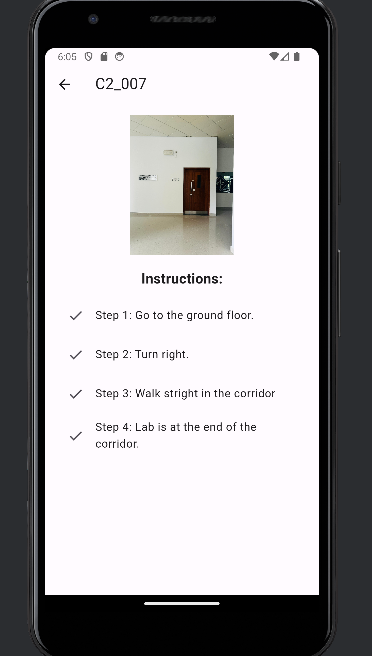 6:05
C2_007
Instructions:
Step 1: Go to the ground floor.
Step 2: Turn right.
Step 3: Walk stright in the corridor
Step 4: Lab is at the end of the
corridor.